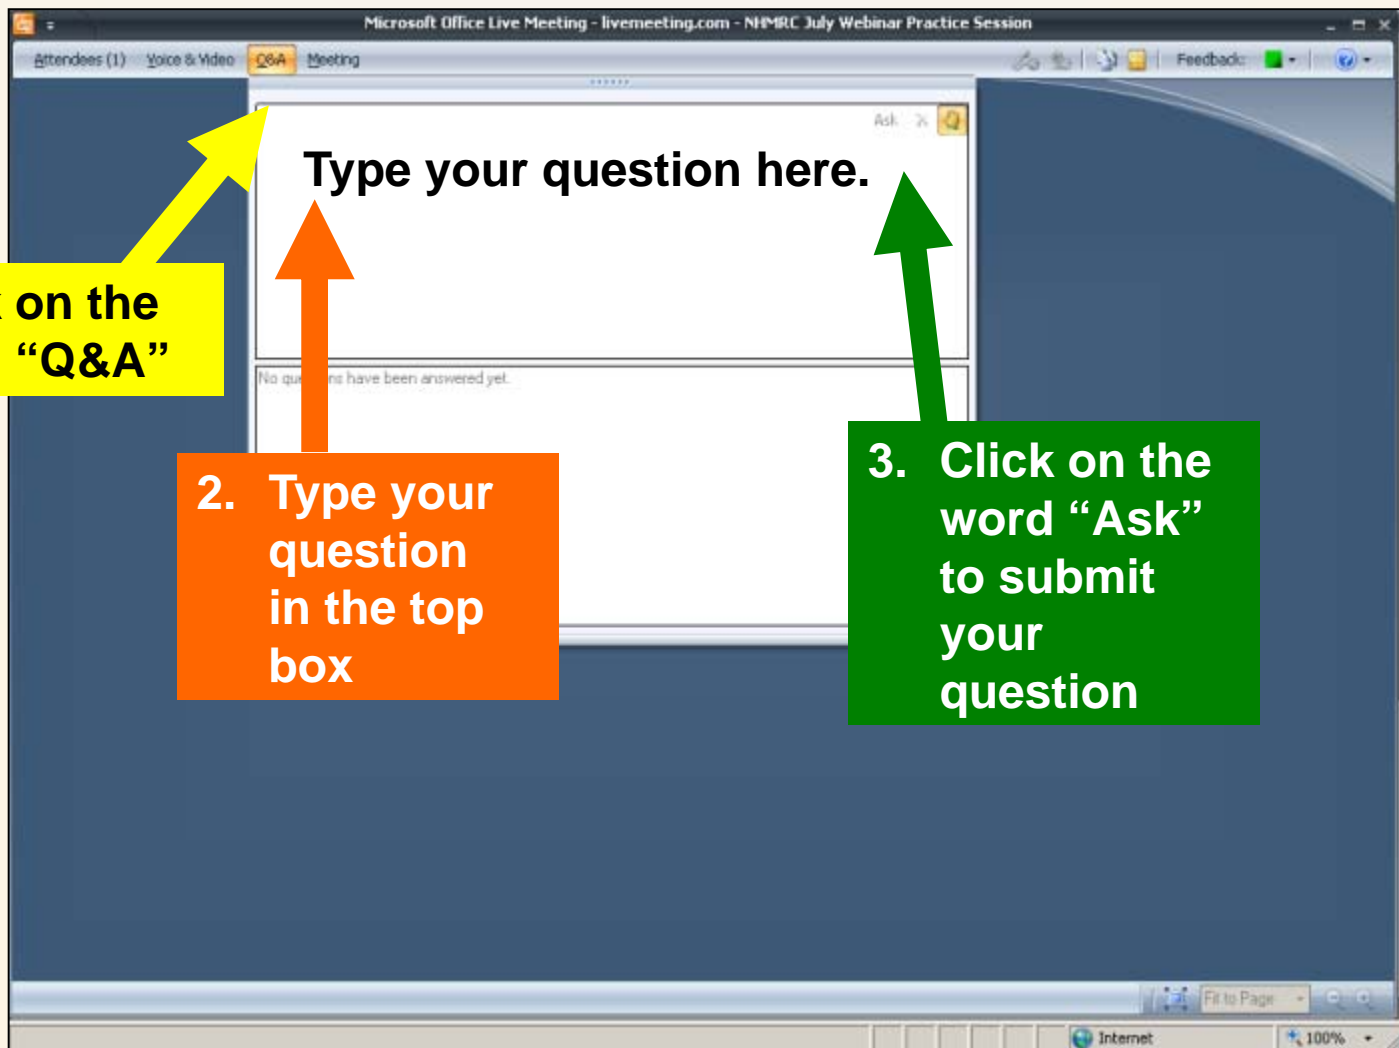 Microsoft Office Live Meeting - livemeeting.com - NHMRC July Webinar Practice Session
Attendees (1) Voice & Video Q&A Meeting
Feedback:
Ask
Type your question here.
on the
“Q&A”
No have been answered yet.
2. Type your
question
in the top
box
3. Click on the
word “Ask”
to submit
your
question
Fit to Page
Internet 100%